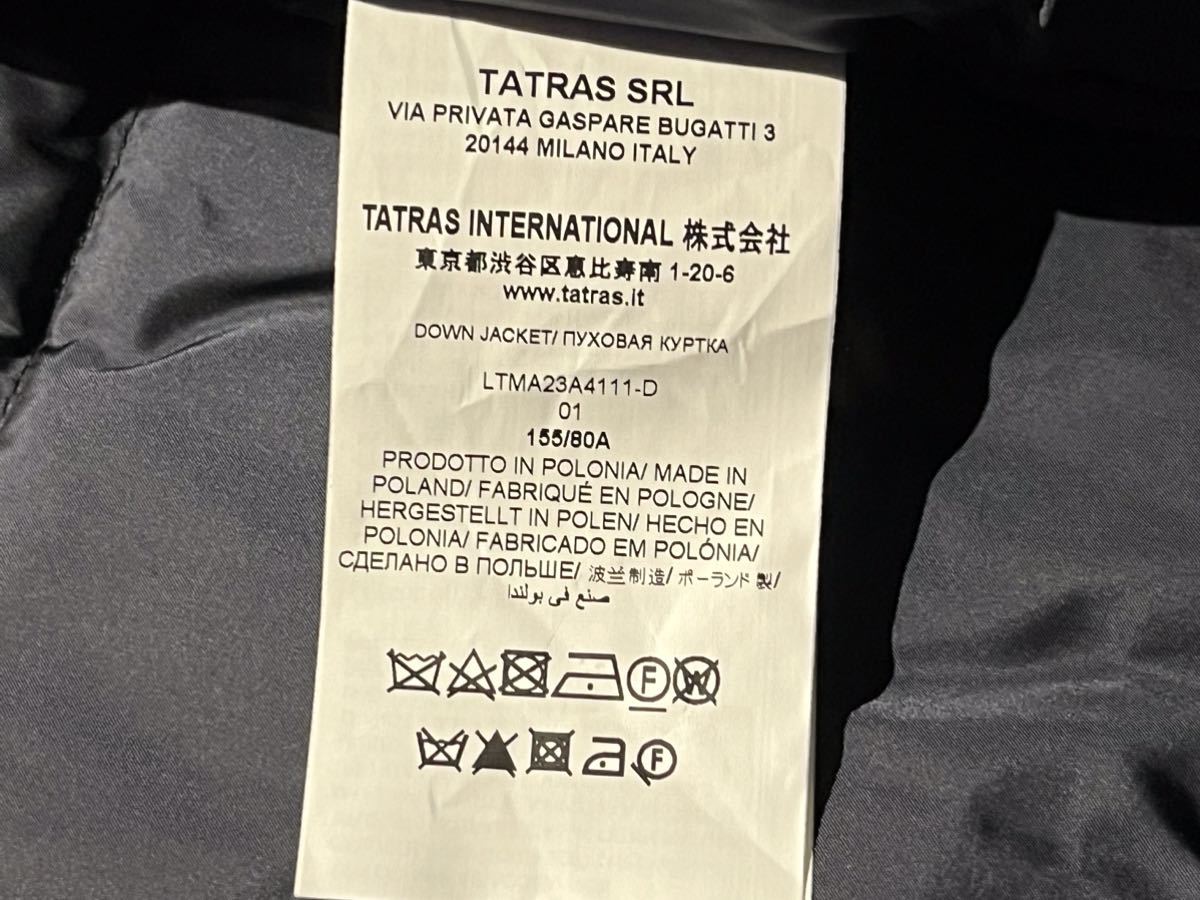 TATRAS SRL
VIA PRIVATA GASPARE BUGATTI 3
20144 MILANO ITALY
TATRAS INTERNATIONAL 株式会社
東京都渋谷区恵比寿南 1-20-6
www.tatras.it
DOWN JACKET/ ПУХОВАЯ КУРТКА
LTMA23A4111-D
01
155/80A
PRODOTTO IN POLONIA/ MADE IN
POLAND/ FABRIQUÉ EN POLOGNE/
HERGESTELLT IN POLEN/ HECHO EN
POLONIA/ FABRICADO EM POLÓNIA/
СДЕЛАНО В ПОЛЬШЕ/ 波兰制造/ ポーランド 製/
صنع في بولندا
F W
F